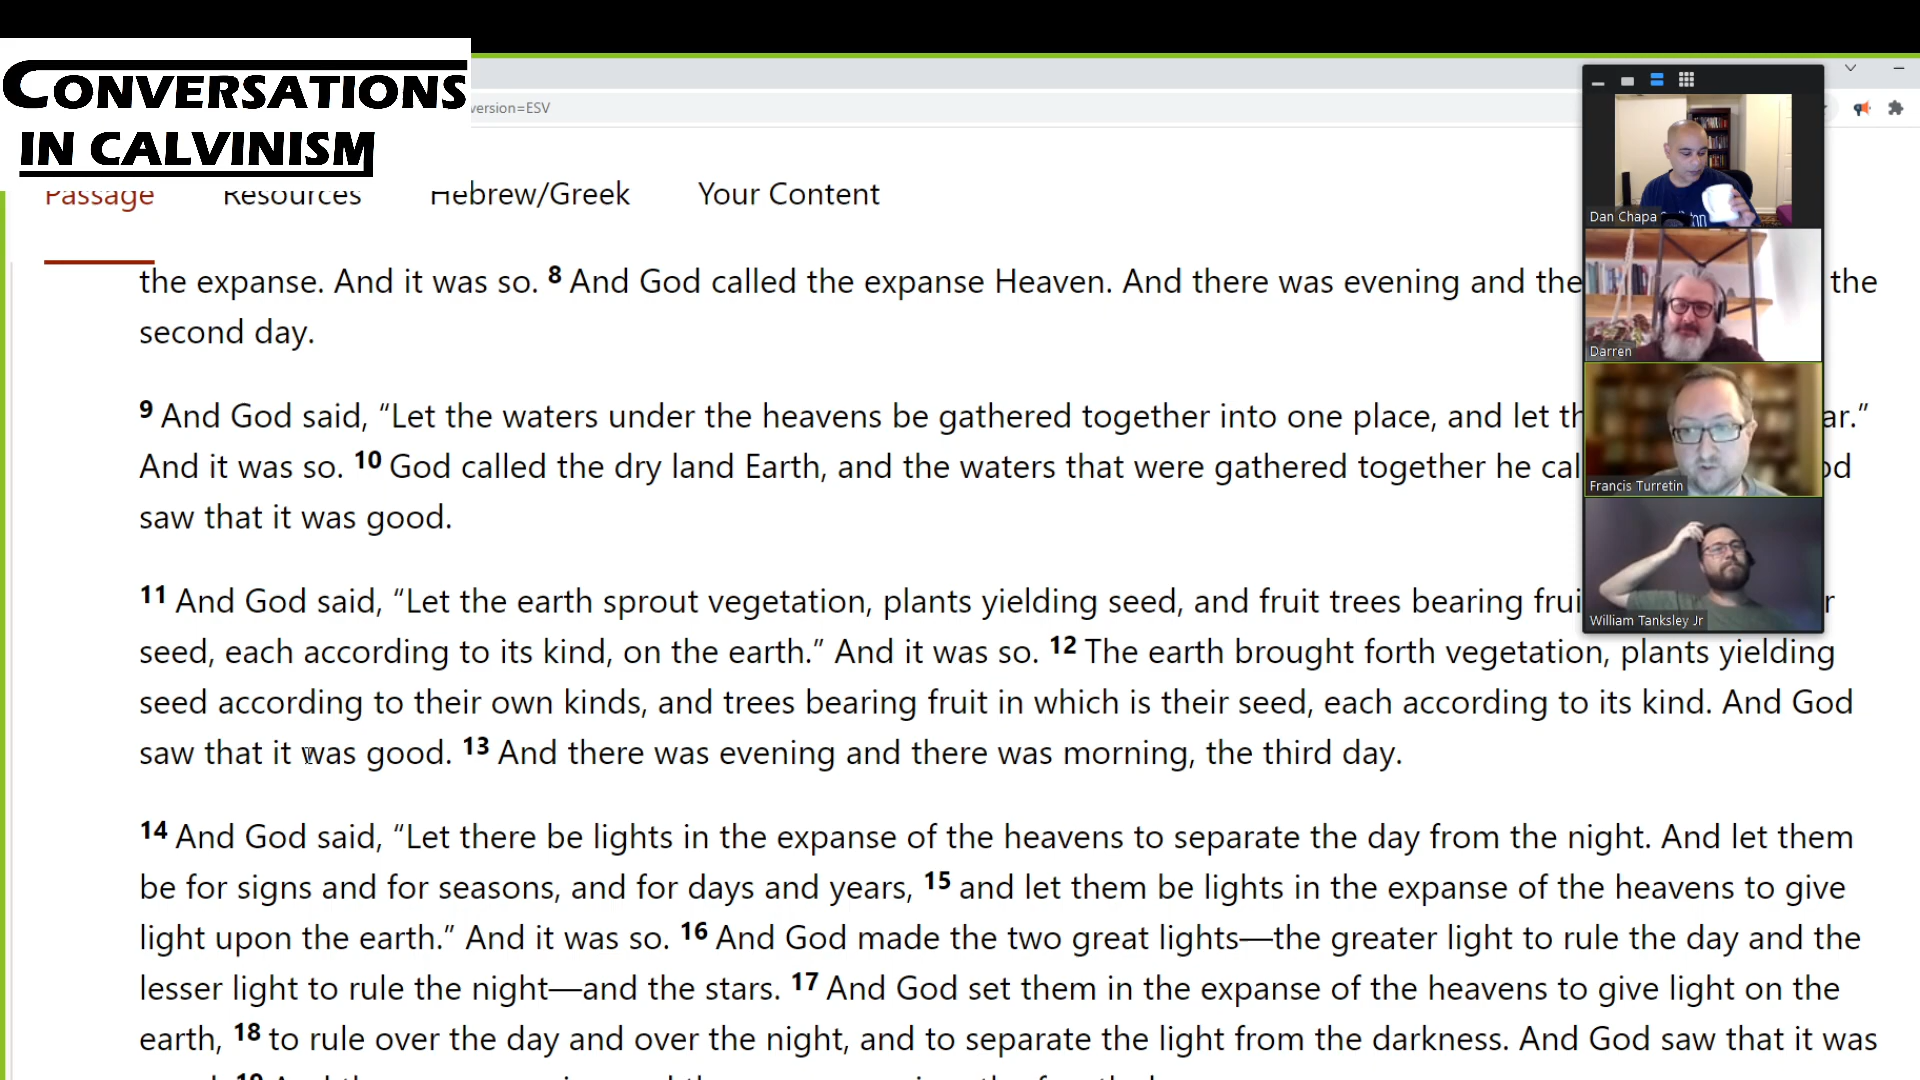 CONVERSATIONS
IN CALVINISM
version=ESV
Passage Resources Hebrew/Greek Your Content
the expanse. And it was so. 8 And God called the expanse Heaven. And there was evening and the the
second day.
9 And God said, “Let the waters under the heavens be gathered together into one place, and let th ar.”
And it was so. 10 God called the dry land Earth, and the waters that were gathered together he cal od
saw that it was good.
11 And God said, “Let the earth sprout vegetation, plants yielding seed, and fruit trees bearing frui r
seed, each according to its kind, on the earth.” And it was so. 12 The earth brought forth vegetation, plants yielding
seed according to their own kinds, and trees bearing fruit in which is their seed, each according to its kind. And God
saw that it was good. 13 And there was evening and there was morning, the third day.
14 And God said, “Let there be lights in the expanse of the heavens to separate the day from the night. And let them
be for signs and for seasons, and for days and years, 15 and let them be lights in the expanse of the heavens to give
light upon the earth.” And it was so. 16 And God made the two great lights—the greater light to rule the day and the
lesser light to rule the night—and the stars. 17 And God set them in the expanse of the heavens to give light on the
earth, 18 to rule over the day and over the night, and to separate the light from the darkness. And God saw that it was
Dan Chapa
Darren
Francis Turretin
William Tanksley Jr